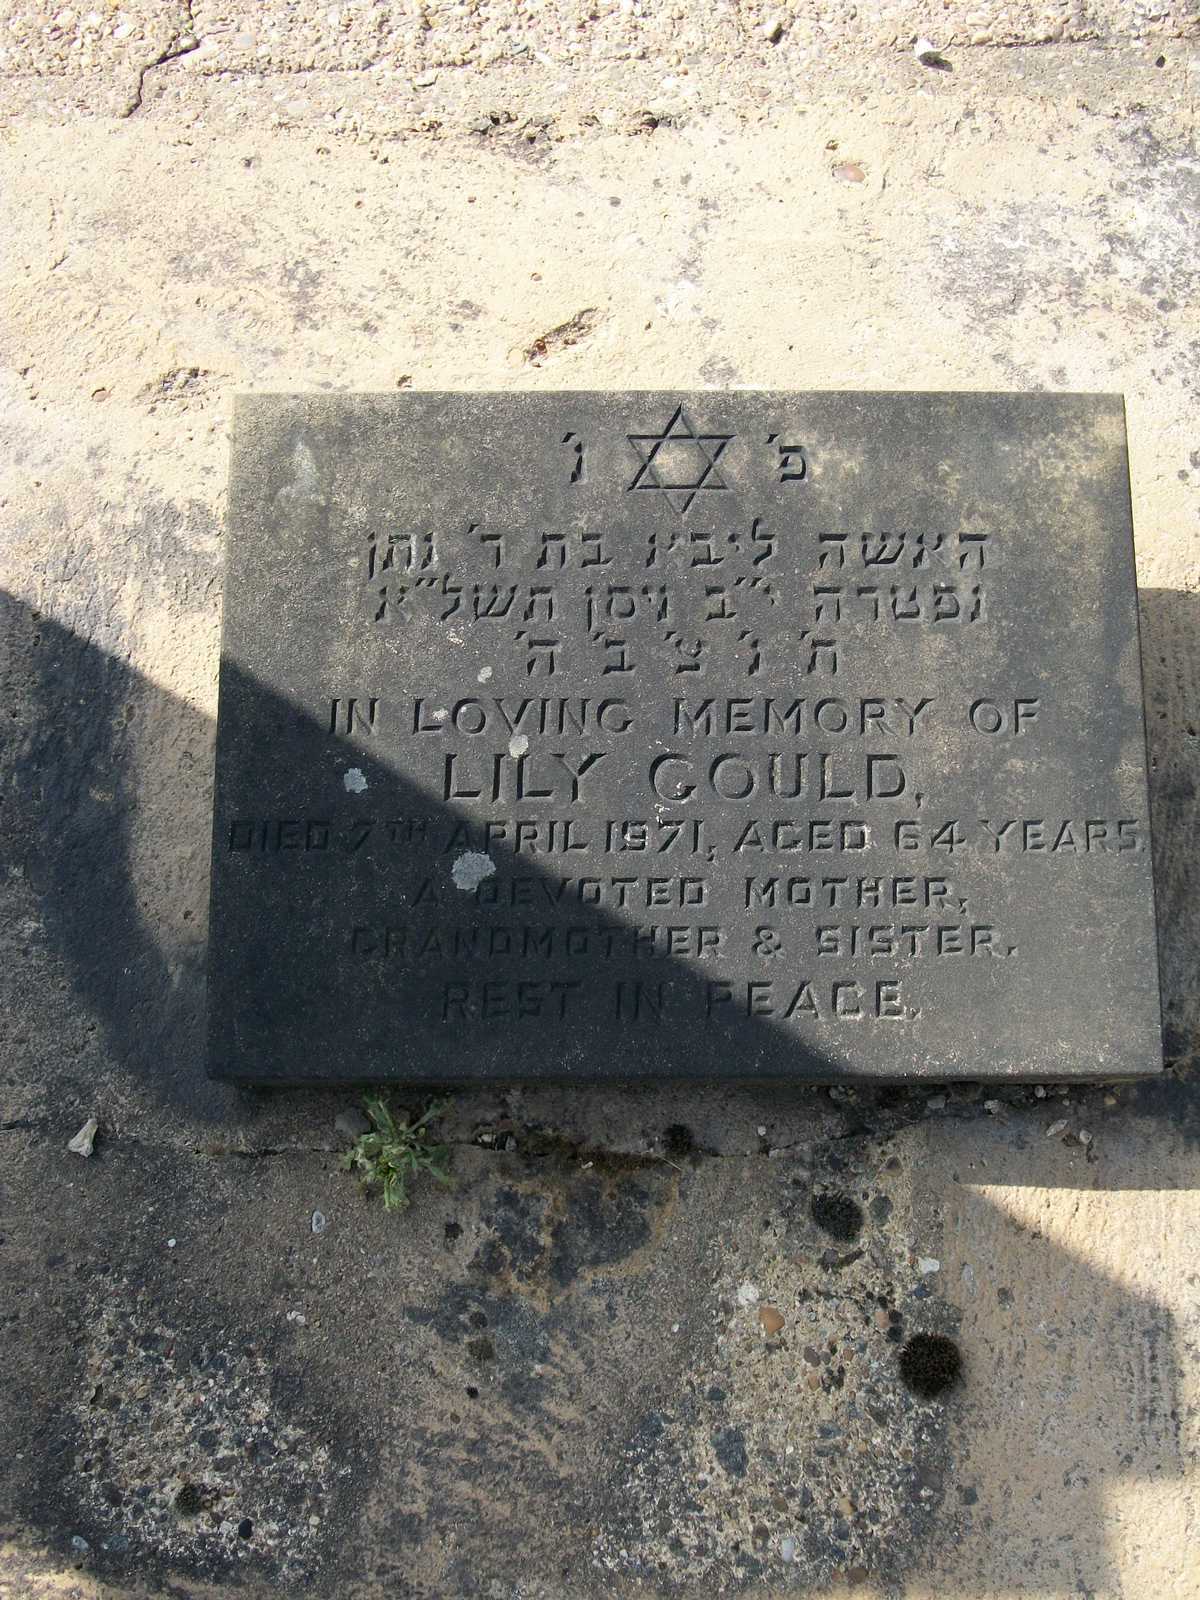 פ' נ'
האשה ליבא בת ר' נתן
נפטרה י"ב ניסן תשל"א
ת' נ' צ' ב' ה'
IN LOVING MEMORY OF
LILY GOULD,
DIED 7TH APRIL 1971, AGED 64 YEARS.
A DEVOTED MOTHER,
GRANDMOTHER & SISTER.
REST IN PEACE.